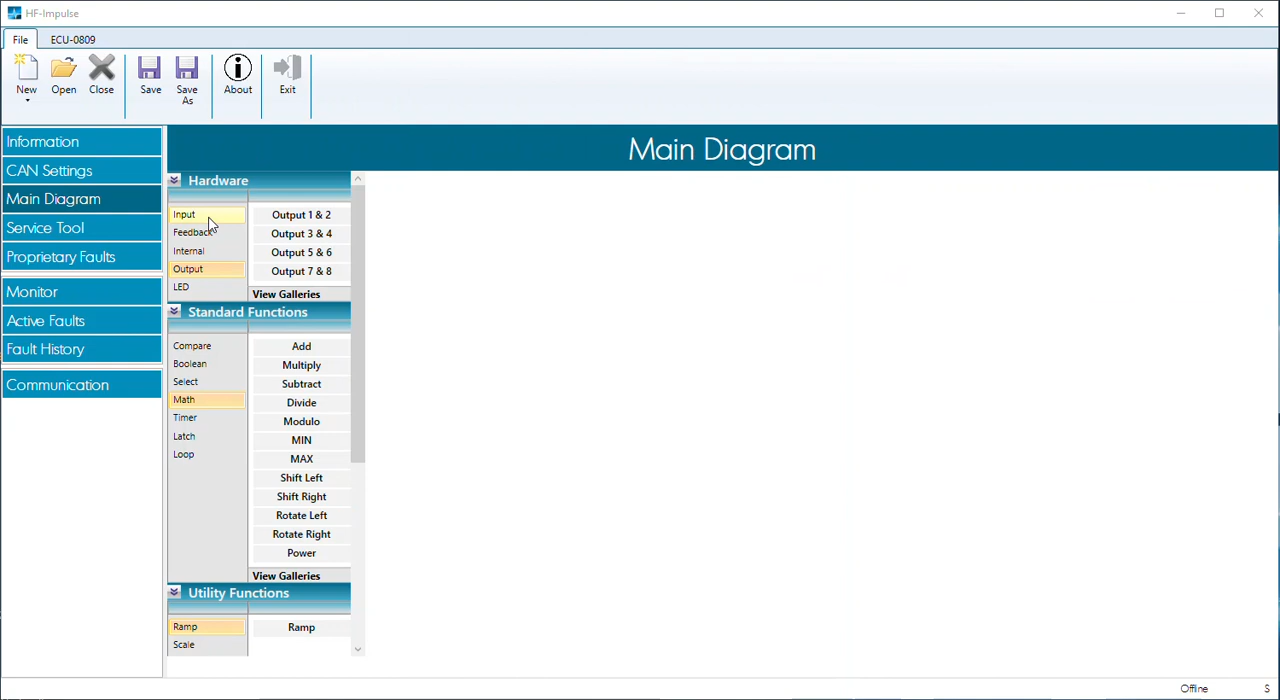 HF-Impulse
File ECU-0809
New Open Close Save Save As About Exit
Information
CAN Settings
Main Diagram
Service Tool
Proprietary Faults
Monitor
Active Faults
Fault History
Communication
Main Diagram
Hardware
Input
Feedback
Internal
Output
LED
Output 1 & 2
Output 3 & 4
Output 5 & 6
Output 7 & 8
View Galleries
Standard Functions
Compare
Boolean
Select
Math
Timer
Latch
Loop
Add
Multiply
Subtract
Divide
Modulo
MIN
MAX
Shift Left
Shift Right
Rotate Left
Rotate Right
Power
View Galleries
Utility Functions
Ramp
Scale
Ramp
Offline S